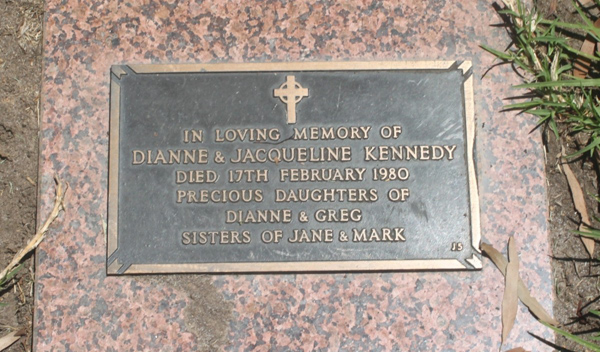 IN LOVING MEMORY OF
DIANNE & JACQUELINE KENNEDY
DIED 17TH FEBRUARY 1980
PRECIOUS DAUGHTERS OF
DIANNE & GREG
SISTERS OF JANE & MARK
15